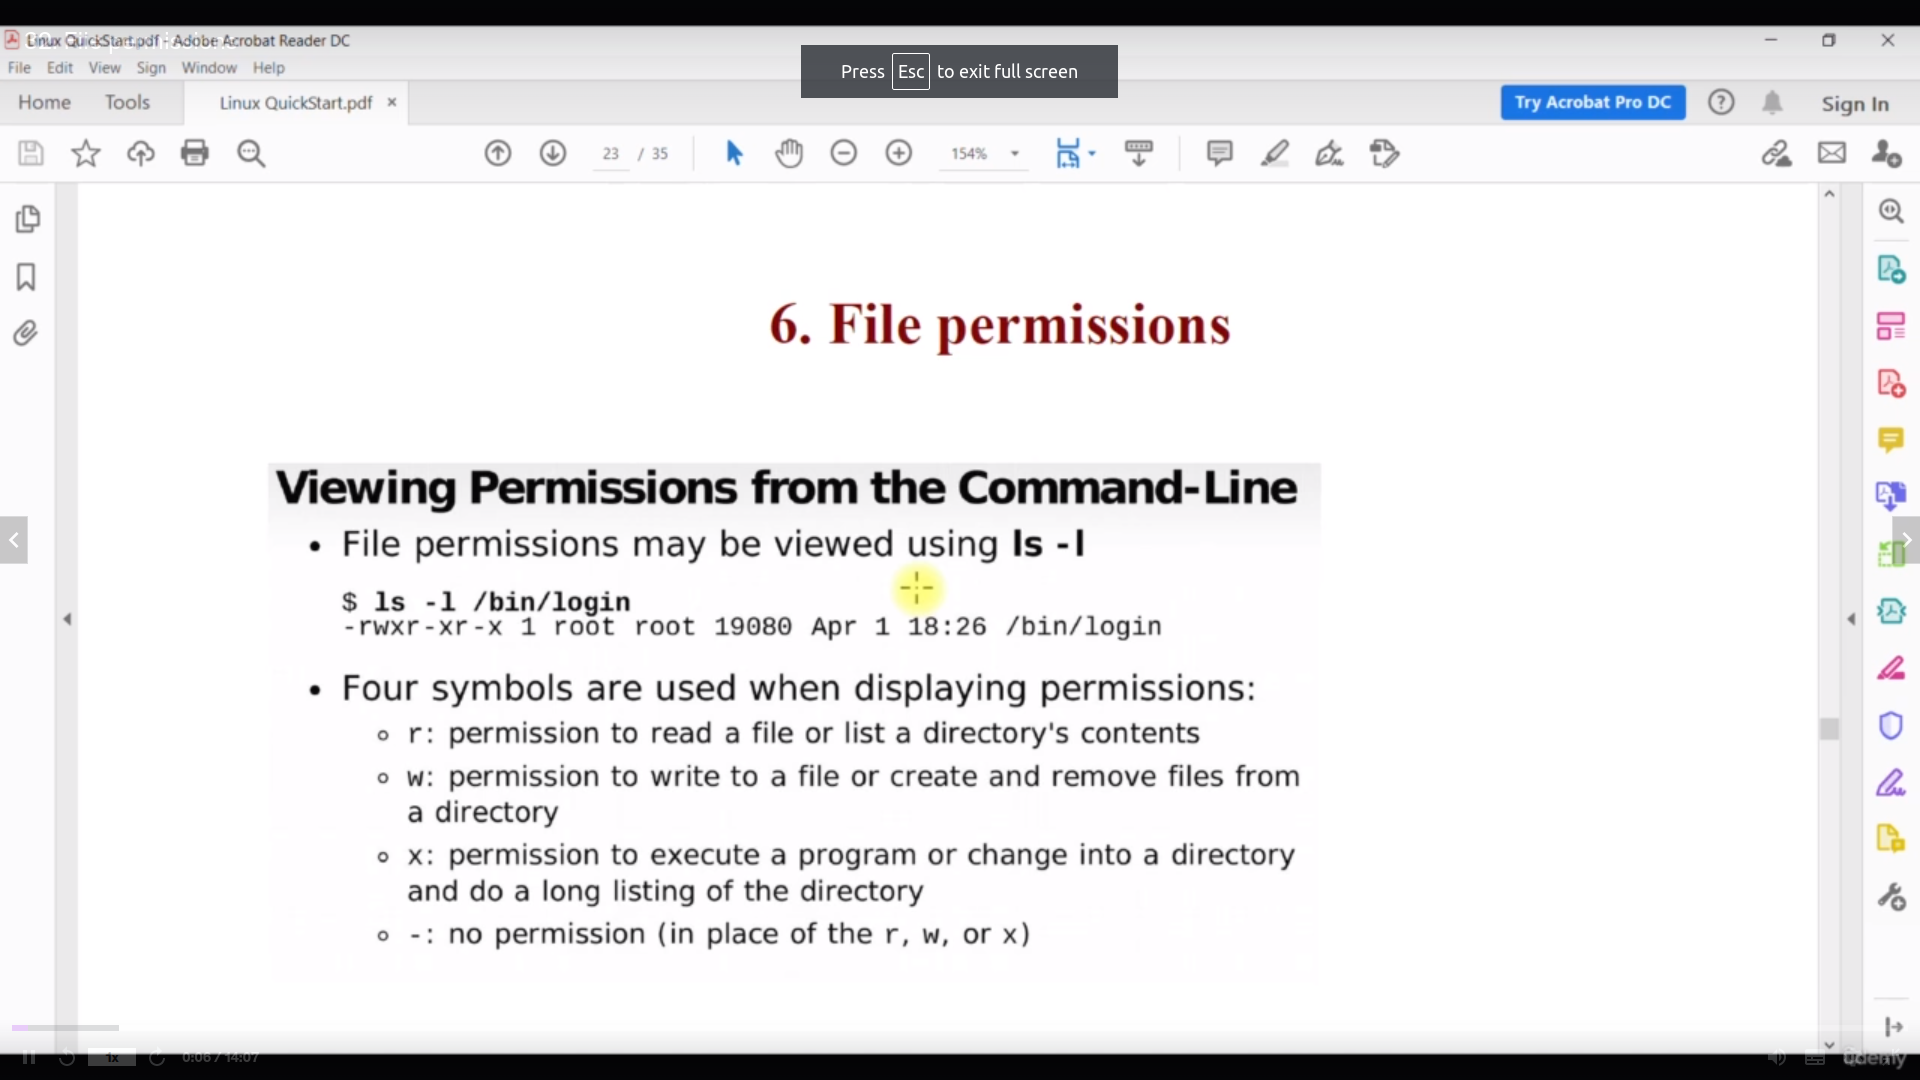 Linux QuickStart.pdf - Adobe Acrobat Reader DC
File Edit View Sign Window Help
Press Esc to exit full screen
Home Tools Linux QuickStart.pdf ×
Try Acrobat Pro DC ? Sign In
23 / 35 154%
6. File permissions
Viewing Permissions from the Command-Line
• File permissions may be viewed using ls -l
$ ls -l /bin/login
-rwxr-xr-x 1 root root 19080 Apr 1 18:26 /bin/login
• Four symbols are used when displaying permissions:
◦ r: permission to read a file or list a directory's contents
◦ w: permission to write to a file or create and remove files from
a directory
◦ x: permission to execute a program or change into a directory
and do a long listing of the directory
◦ -: no permission (in place of the r, w, or x)
1x 0:06 / 14:07
udemy